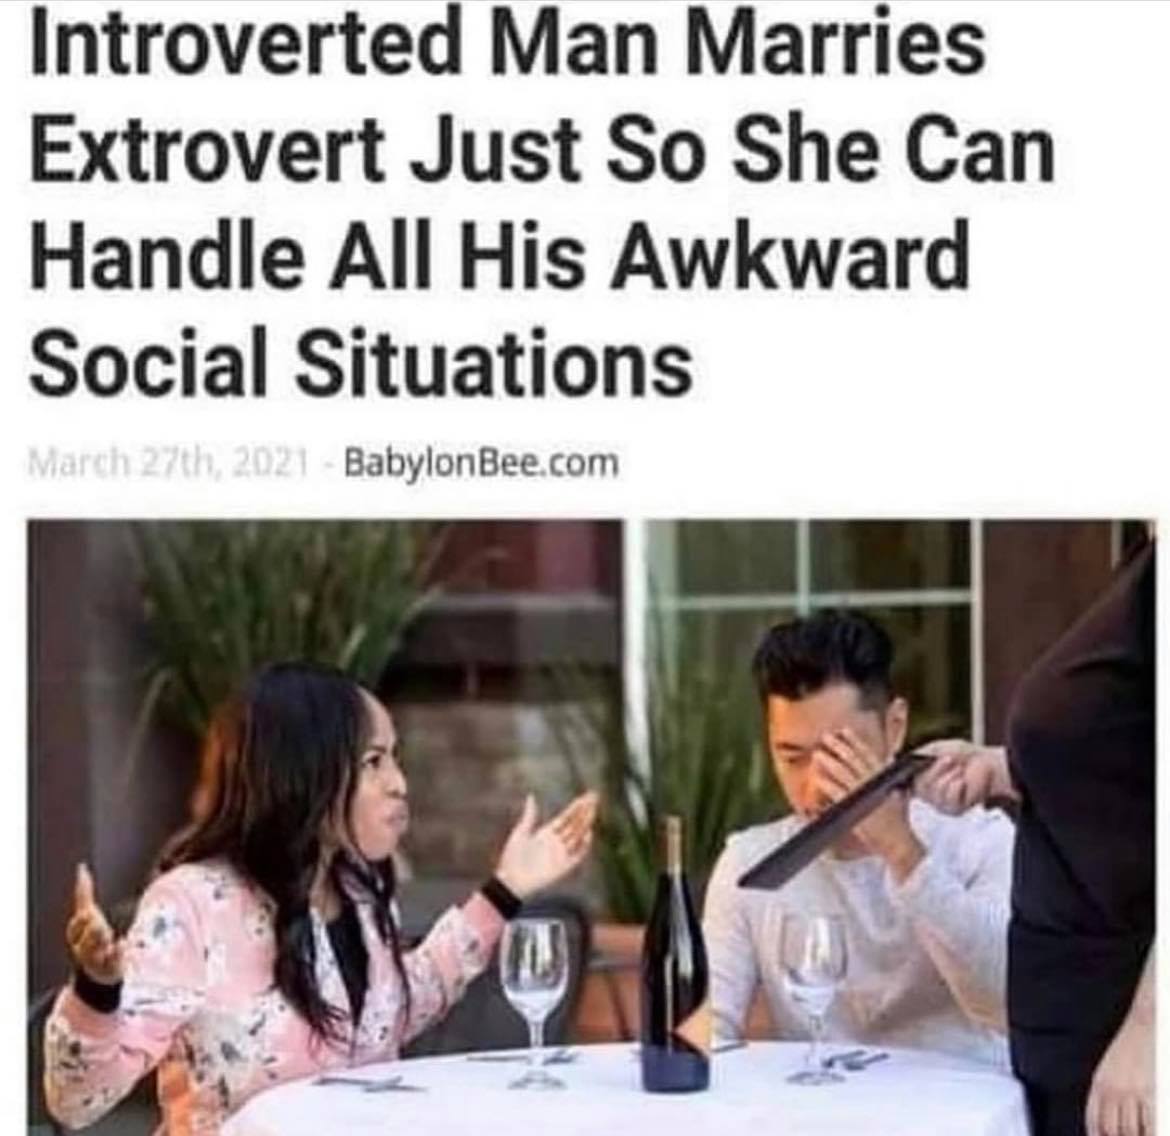 Introverted Man Marries
Extrovert Just So She Can
Handle All His Awkward
Social Situations
March 27th, 2021 - BabylonBee.com